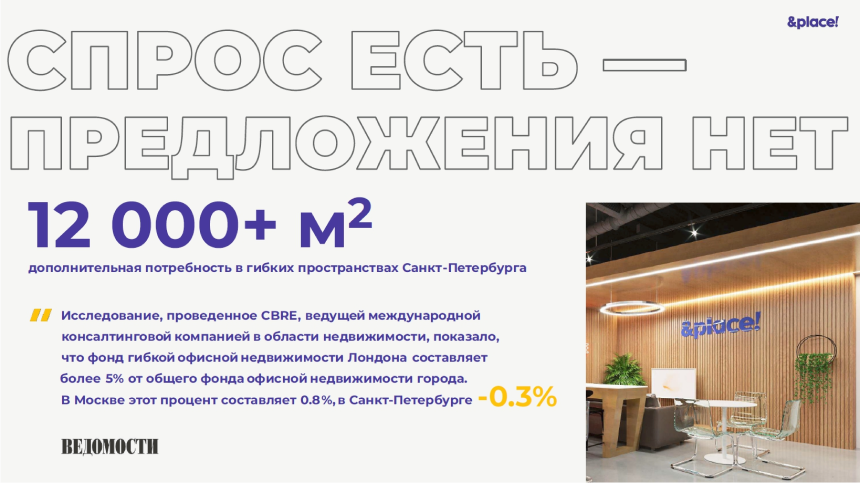 &place!
СПРОС ЕСТЬ —
ПРЕДЛОЖЕНИЯ НЕТ
12 000+ м²
дополнительная потребность в гибких пространствах Санкт-Петербурга
Исследование, проведенное CBRE, ведущей международной
консалтинговой компанией в области недвижимости, показало,
что фонд гибкой офисной недвижимости Лондона составляет
более 5% от общего фонда офисной недвижимости города.
В Москве этот процент составляет 0.8%, в Санкт-Петербурге -0.3%
ВЕДОМОСТИ
&place!